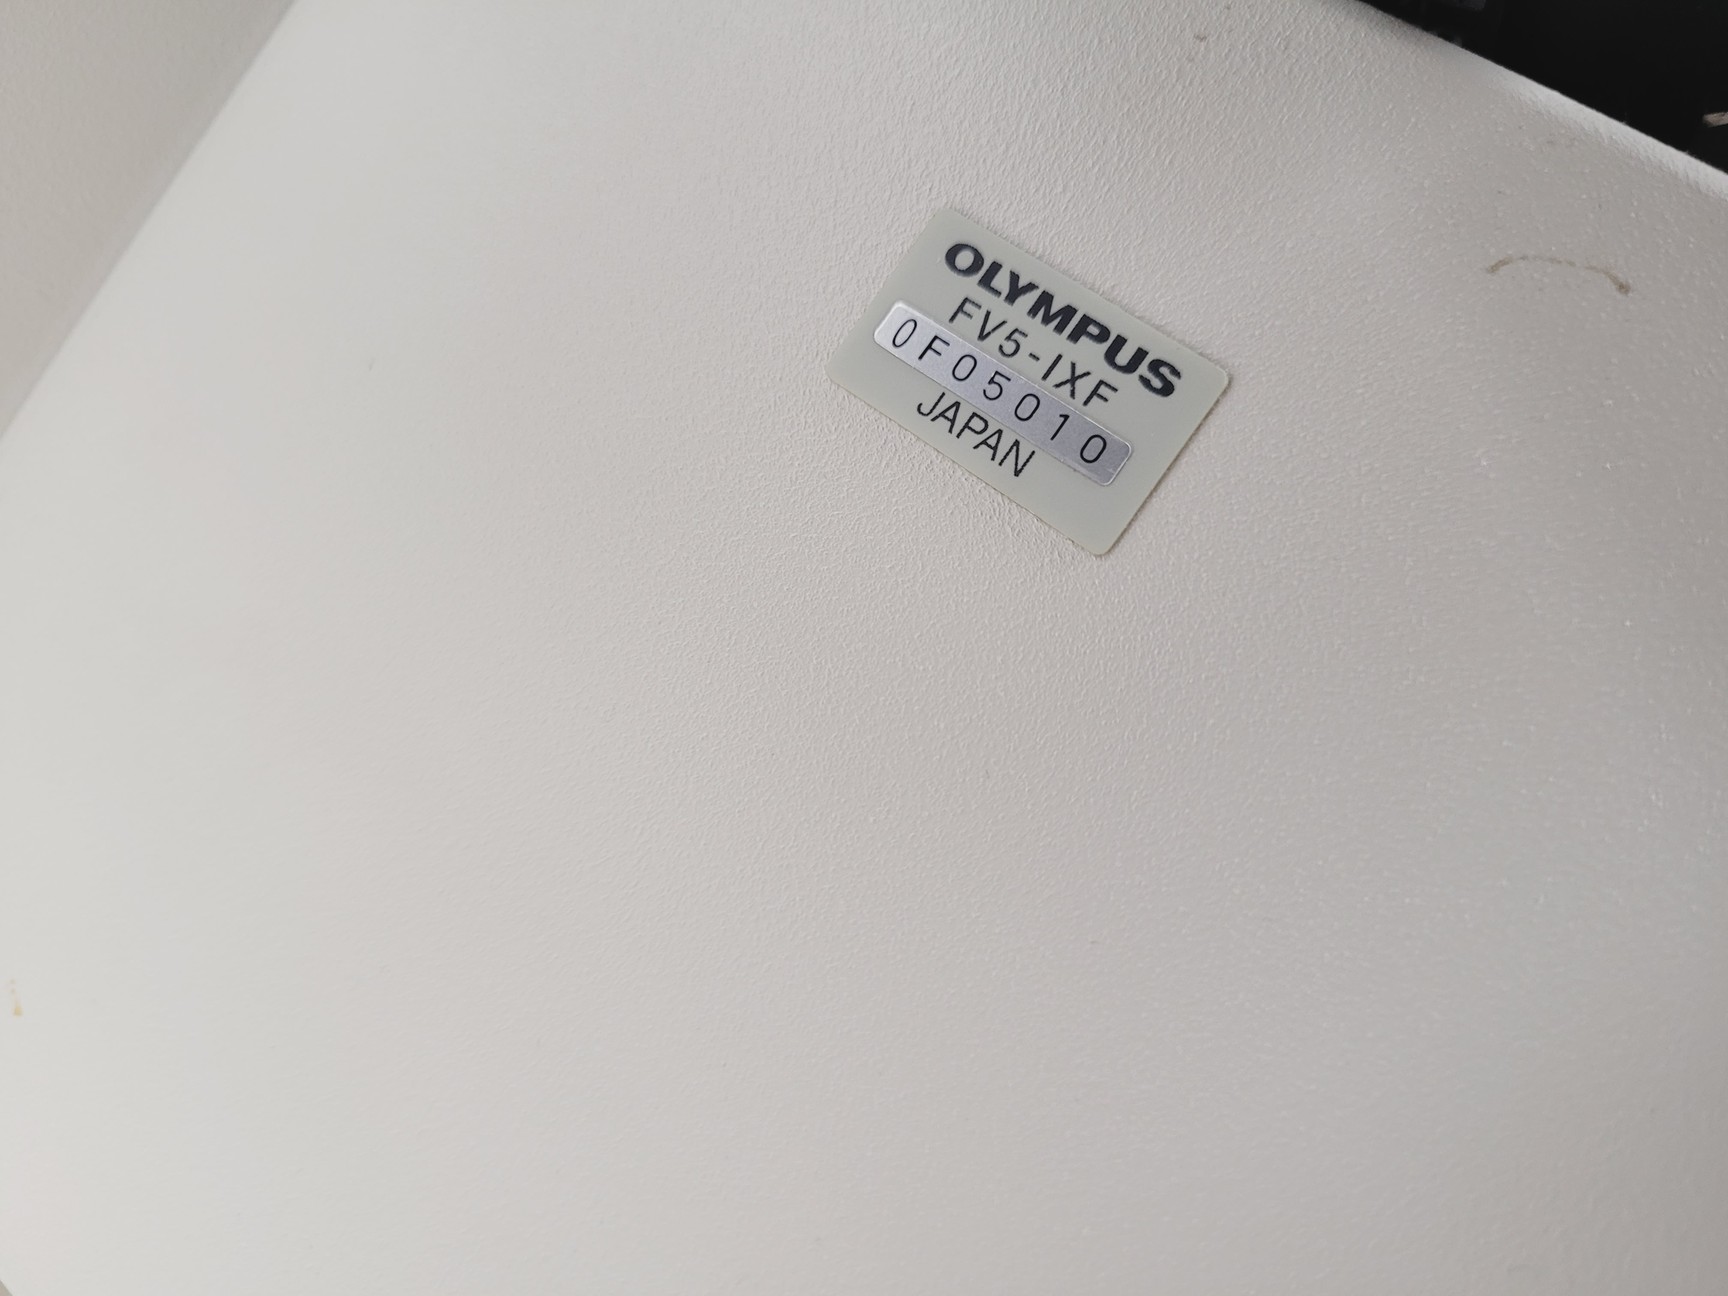 OLYMPUS
FV5-IXF
0F05010
JAPAN